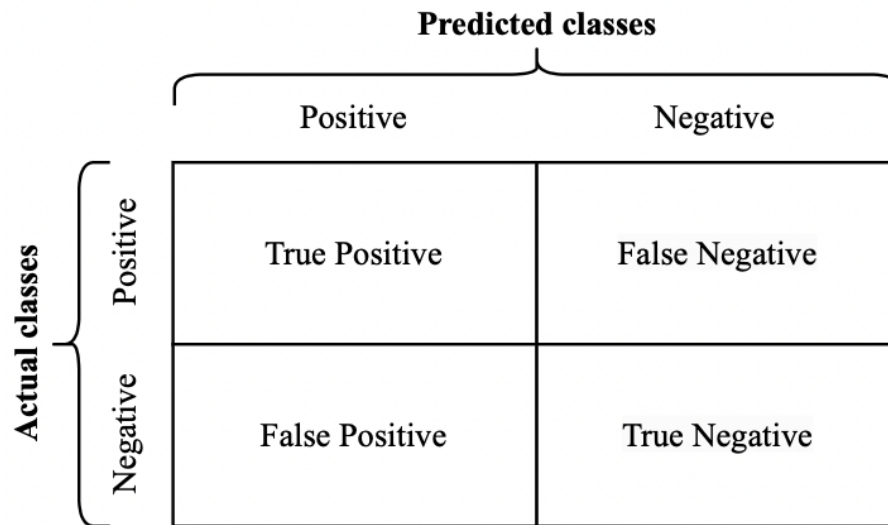 Predicted classes
Positive
Negative
Actual classes
Positive
True Positive
False Negative
Negative
False Positive
True Negative